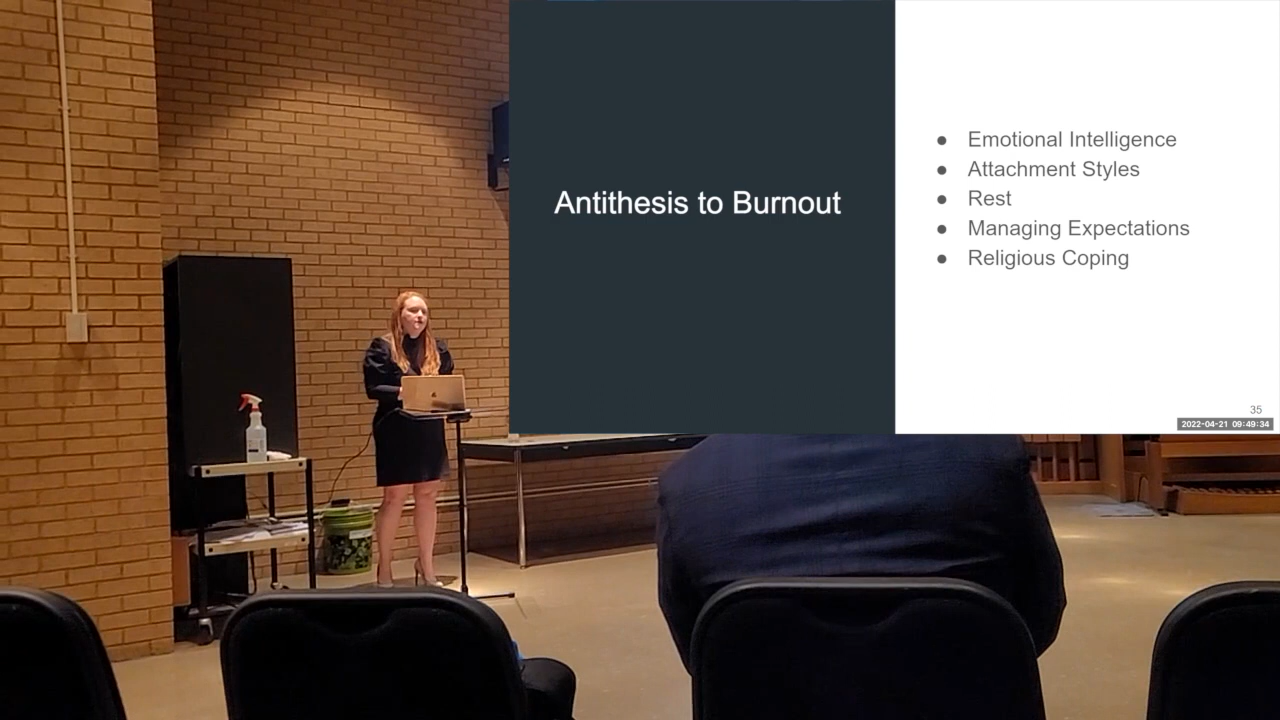 Antithesis to Burnout
● Emotional Intelligence
● Attachment Styles
● Rest
● Managing Expectations
● Religious Coping
35
2022-04-21 09:49:34